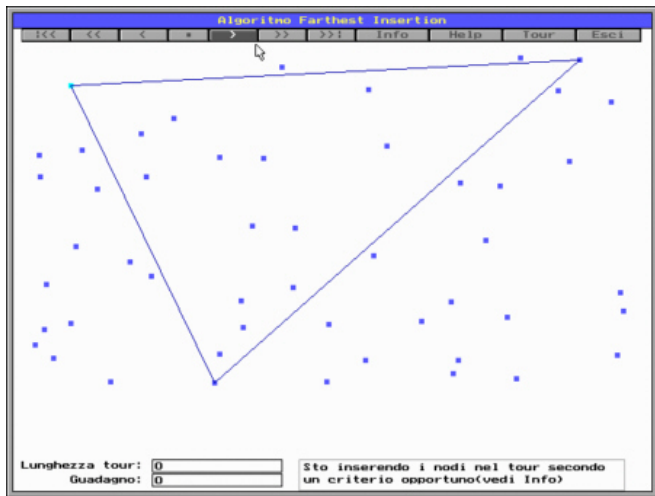 Algoritmo Farthest Insertion
:<< << < ▪ > >> >>: Info Help Tour Esci
Lunghezza tour: 0
Guadagno: 0
Sto inserendo i nodi nel tour secondo
un criterio opportuno(vedi Info)